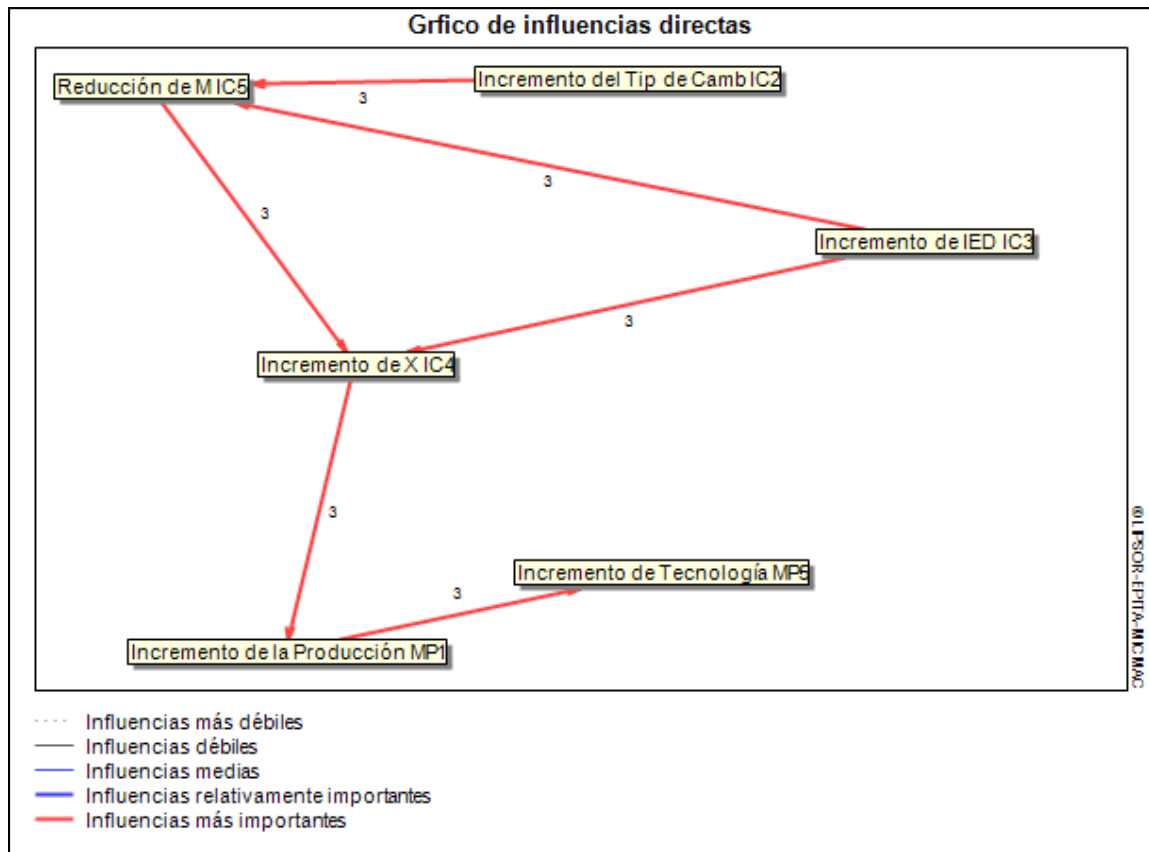 Grfico de influencias directas
Reducción de M IC5
Incremento del Tip de Camb IC2
3
3
3
Incremento de IED IC3
3
Incremento de X IC4
3
Incremento de Tecnología MP5
3
Incremento de la Producción MP1
@LIPSOR-EPITA-MICMAC
Influencias más débiles
Influencias débiles
Influencias medias
Influencias relativamente importantes
Influencias más importantes